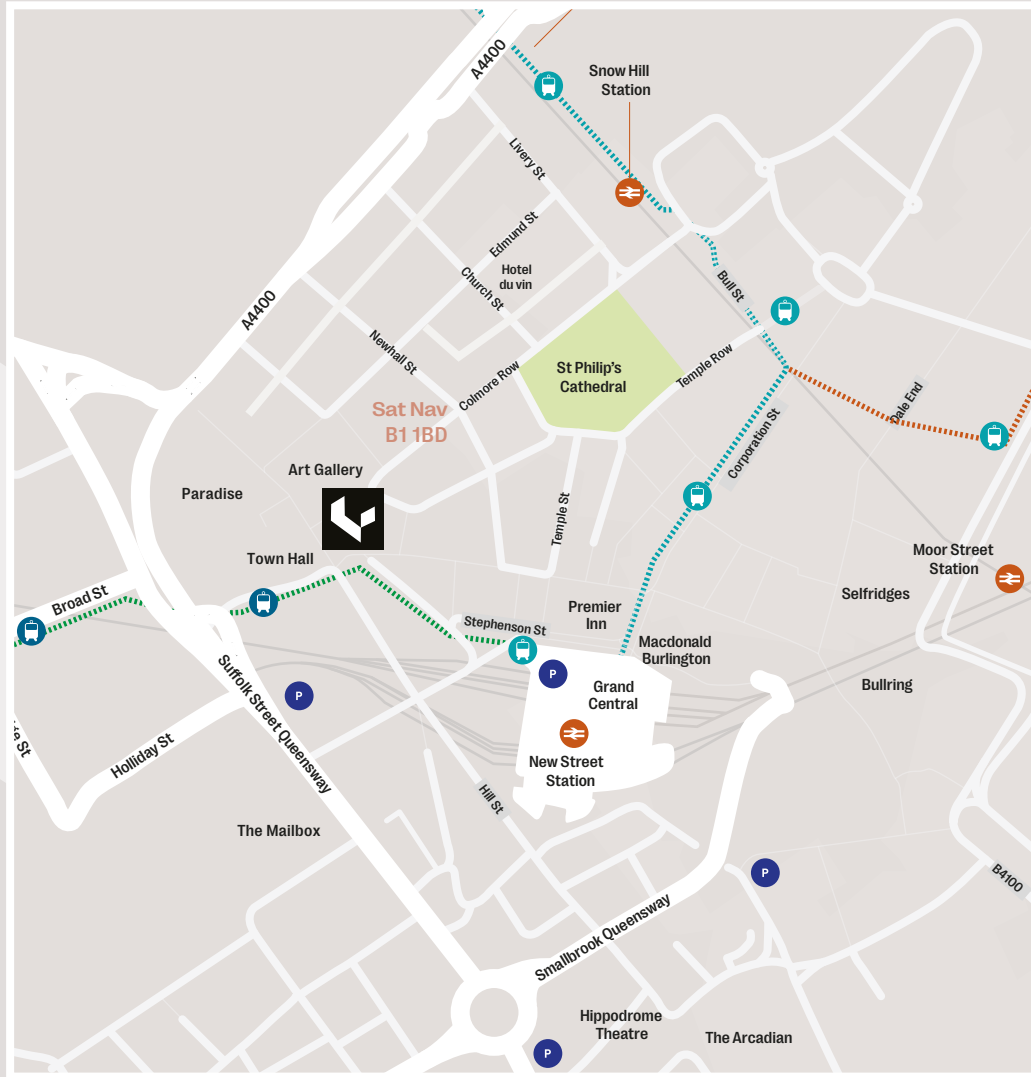 A4400
Snow Hill
Station
Livery St
Edmund St
Hotel
du vin
Church St
Bull St
A4400
Newhall St
Colmore Row
St Philip's
Cathedral
Temple Row
Sat Nav
B1 1BD
Dale End
Corporation St
Art Gallery
Paradise
Temple St
Town Hall
Moor Street
Station
Selfridges
Broad St
Premier
Inn
Stephenson St
Macdonald
Burlington
P
Grand
Central
Bullring
P
Suffolk Street Queensway
Holliday St
New Street
Station
Hill St
The Mailbox
P
B4100
Smallbrook Queensway
Hippodrome
Theatre
The Arcadian
P